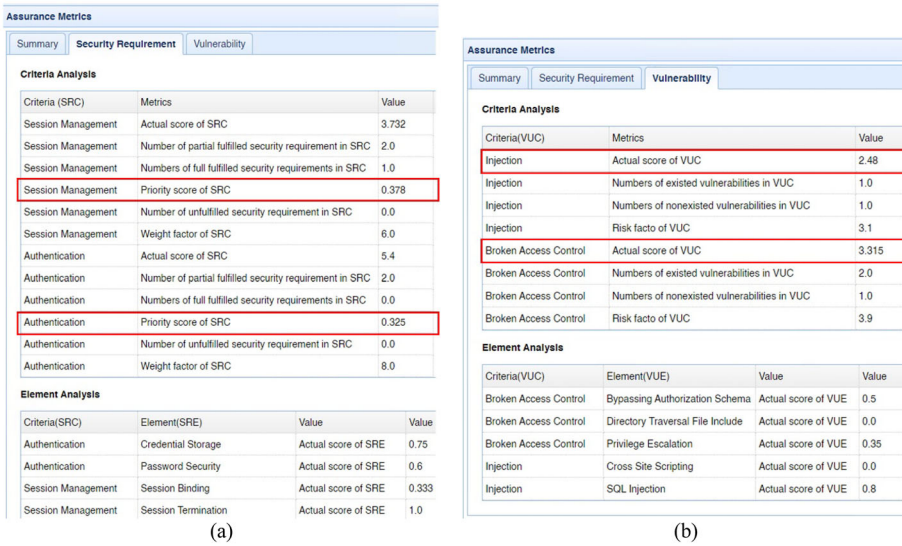 Assurance Metrics
Summary Security Requirement Vulnerability
Criteria Analysis
Criteria (SRC) Metrics Value
Session Management Actual score of SRC 3.732
Session Management Number of partial fulfilled security requirement in SRC 2.0
Session Management Numbers of full fulfilled security requirements in SRC 1.0
Session Management Priority score of SRC 0.378
Session Management Number of unfulfilled security requirement in SRC 0.0
Session Management Weight factor of SRC 6.0
Authentication Actual score of SRC 5.4
Authentication Number of partial fulfilled security requirement in SRC 2.0
Authentication Numbers of full fulfilled security requirements in SRC 0.0
Authentication Priority score of SRC 0.325
Authentication Number of unfulfilled security requirement in SRC 0.0
Authentication Weight factor of SRC 8.0
Element Analysis
Criteria(SRC) Element(SRE) Value Value
Authentication Credential Storage Actual score of SRE 0.75
Authentication Password Security Actual score of SRE 0.6
Session Management Session Binding Actual score of SRE 0.333
Session Management Session Termination Actual score of SRE 1.0
(a)
Assurance Metrics
Summary Security Requirement Vulnerability
Criteria Analysis
Criteria(VUC) Metrics Value
Injection Actual score of VUC 2.48
Injection Numbers of existed vulnerabilities in VUC 1.0
Injection Numbers of nonexisted vulnerabilities in VUC 1.0
Injection Risk facto of VUC 3.1
Broken Access Control Actual score of VUC 3.315
Broken Access Control Numbers of existed vulnerabilities in VUC 2.0
Broken Access Control Numbers of nonexisted vulnerabilities in VUC 1.0
Broken Access Control Risk facto of VUC 3.9
Element Analysis
Criteria(VUC) Element(VUE) Value Value
Broken Access Control Bypassing Authorization Schema Actual score of VUE 0.5
Broken Access Control Directory Traversal File Include Actual score of VUE 0.0
Broken Access Control Privilege Escalation Actual score of VUE 0.35
Injection Cross Site Scripting Actual score of VUE 0.0
Injection SQL Injection Actual score of VUE 0.8
(b)